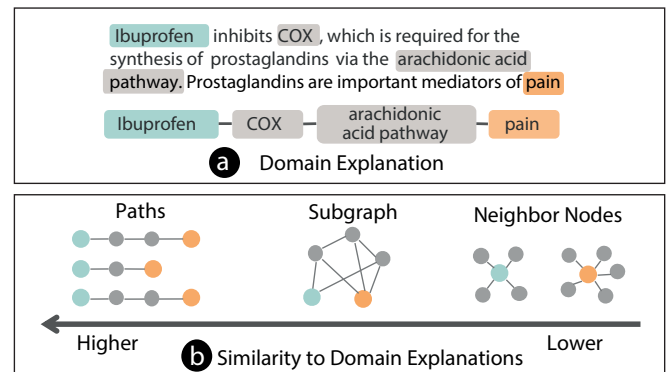 Ibuprofen inhibits COX, which is required for the
synthesis of prostaglandins via the arachidonic acid
pathway. Prostaglandins are important mediators of pain
Ibuprofen COX arachidonic acid pathway pain
a Domain Explanation
Paths Subgraph Neighbor Nodes
Higher Lower
b Similarity to Domain Explanations